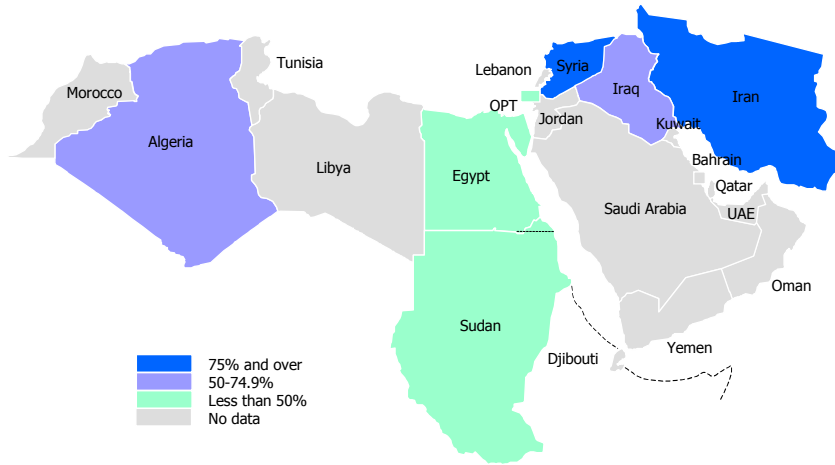 Tunisia
Lebanon
Syria
Morocco
Iraq
Iran
OPT
Jordan
Kuwait
Algeria
Libya
Egypt
Bahrain
Qatar
Saudi Arabia
UAE
Oman
Sudan
Yemen
Djibouti
75% and over
50-74.9%
Less than 50%
No data